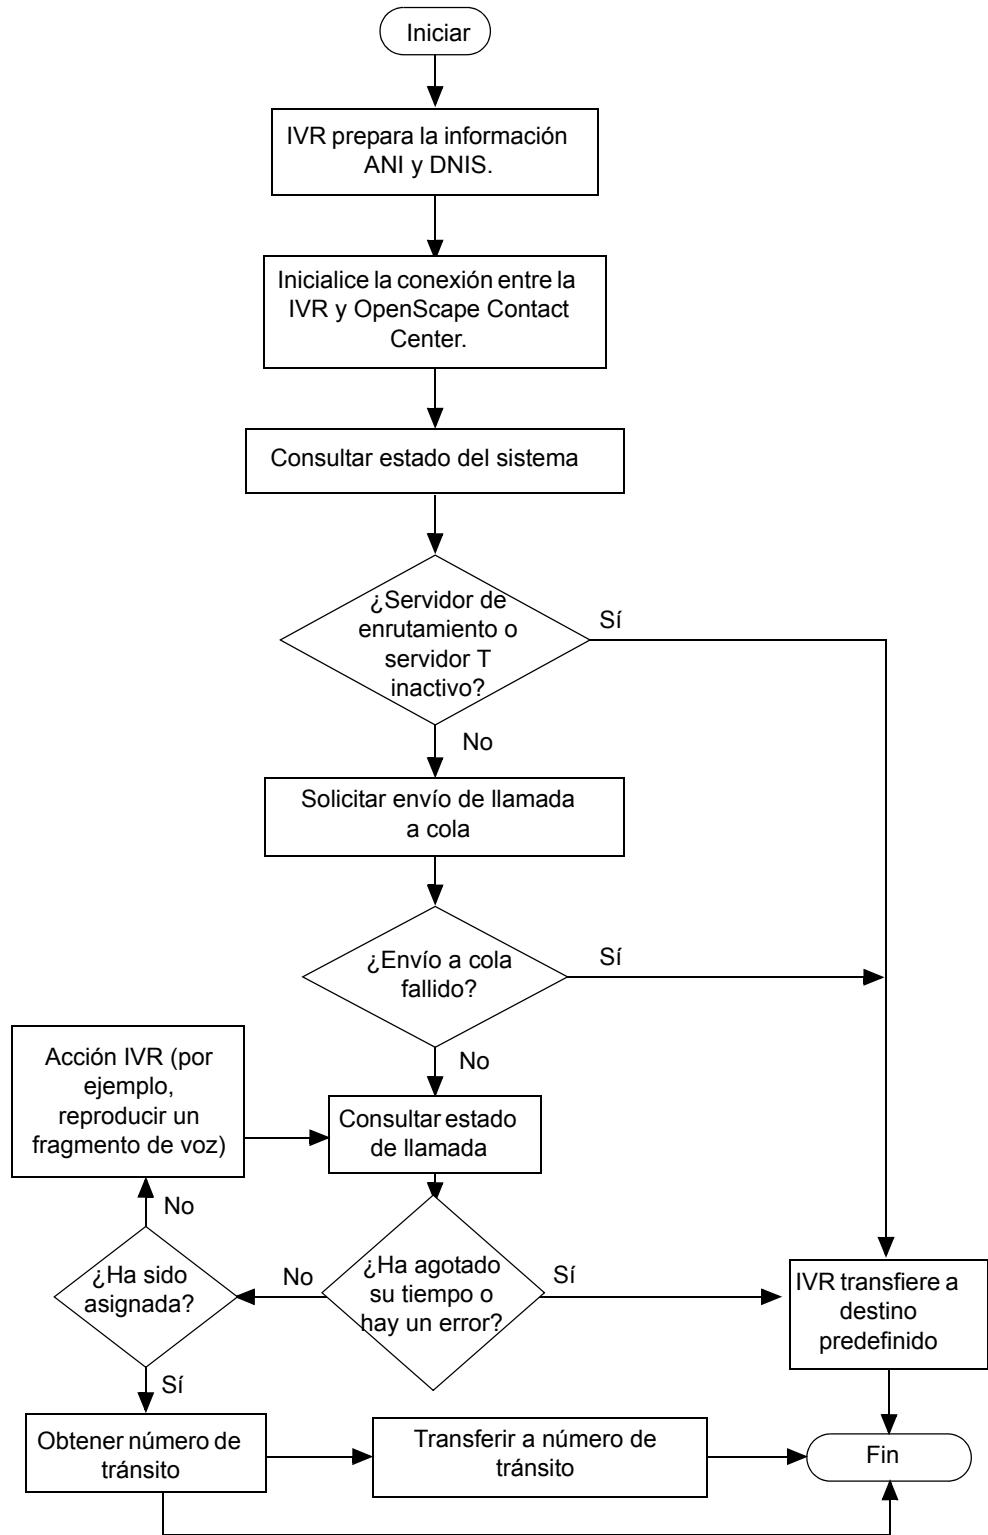 Iniciar
IVR prepara la información
ANI y DNIS.
Inicialice la conexión entre la
IVR y OpenScape Contact
Center.
Consultar estado del sistema
¿Servidor de
enrutamiento o
servidor T
inactivo?
Sí
No
Solicitar envío de llamada
a cola
¿Envío a cola
fallido?
Sí
No
Acción IVR (por
ejemplo,
reproducir un
fragmento de voz)
Consultar estado
de llamada
No
¿Ha sido
asignada?
No
¿Ha agotado
su tiempo o
hay un error?
Sí
IVR transfiere a
destino
predefinido
Sí
Obtener número de
tránsito
Transferir a número de
tránsito
Fin